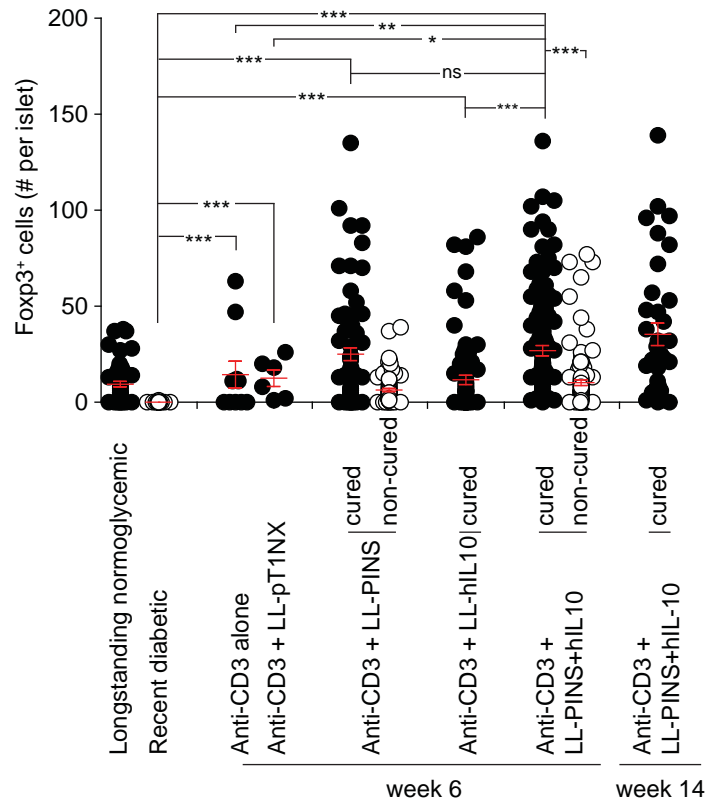 Foxp3⁺ cells (# per islet)
200
150
100
50
0
***
**
*
***
***
ns
***
***
***
***
Longstanding normoglycemic
Recent diabetic
Anti-CD3 alone
Anti-CD3 + LL-pT1NX
Anti-CD3 + LL-PINS
cured
non-cured
Anti-CD3 + LL-hIL10
cured
Anti-CD3 +
LL-PINS+hIL10
cured
non-cured
Anti-CD3 +
LL-PINS+hIL-10
cured
week 6
week 14